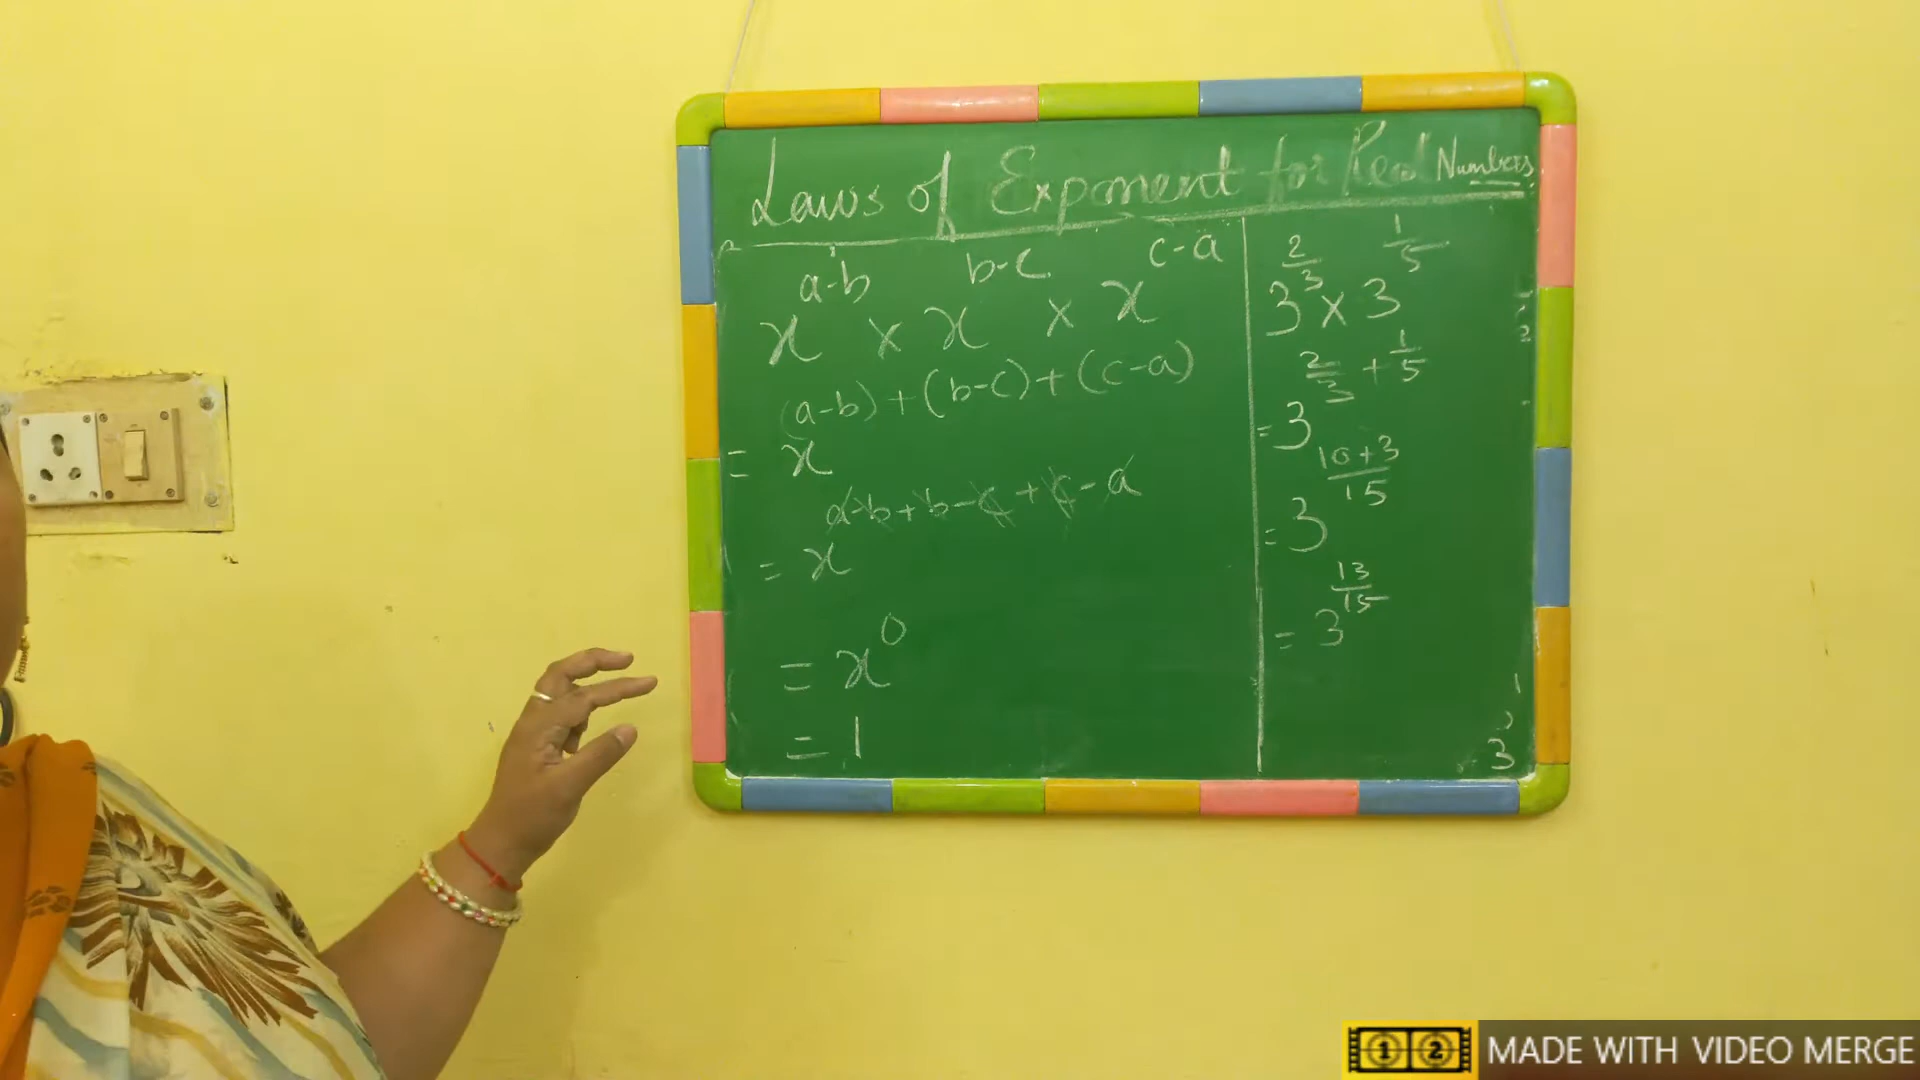 Laws of Exponent for Real Numbers
x^(a-b) × x^(b-c) × x^(c-a)
= x^((a-b)+(b-c)+(c-a))
= x^(a-b+b-c+c-a)
= x^0
= 1
3^(2/3) × 3^(1/5)
= 3^(2/3 + 1/5)
= 3^((10+3)/15)
= 3^(13/15)
3
MADE WITH VIDEO MERGE